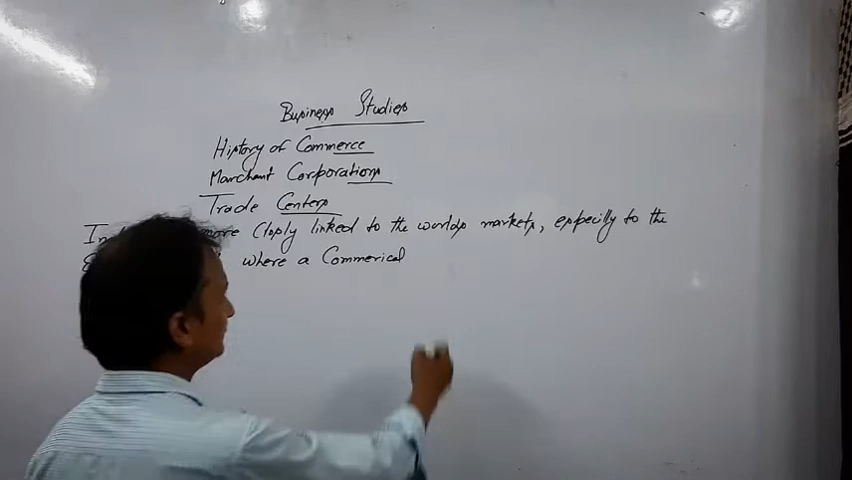 Business Studies
History of Commerce
Marchant Corporations
Trade Centers
more Closly linked to the worlds markets, especilly to the
where a Commerical